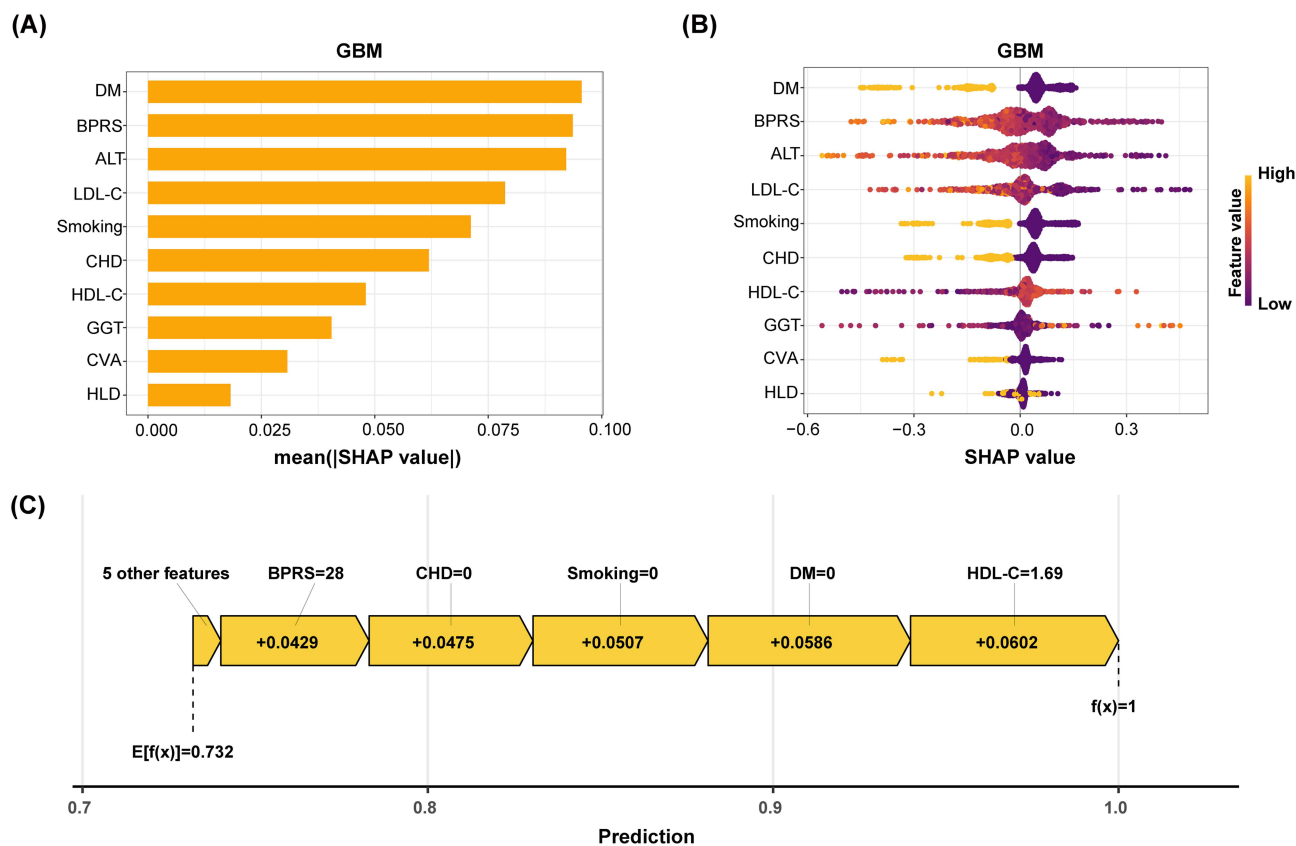 (A)
GBM
DM
BPRS
ALT
LDL-C
Smoking
CHD
HDL-C
GGT
CVA
HLD
0.000 0.025 0.050 0.075 0.100
mean(|SHAP value|)
(B)
GBM
DM
BPRS
ALT
LDL-C
Smoking
CHD
HDL-C
GGT
CVA
HLD
−0.6 −0.3 0.0 0.3
SHAP value
High
Feature value
Low
(C)
5 other features BPRS=28 CHD=0 Smoking=0 DM=0 HDL-C=1.69
+0.0429 +0.0475 +0.0507 +0.0586 +0.0602
f(x)=1
E[f(x)]=0.732
0.7 0.8 0.9 1.0
Prediction